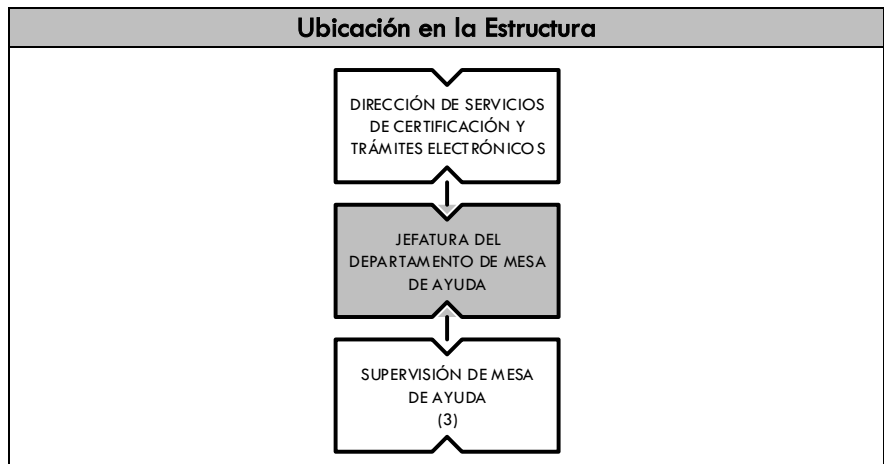 Ubicación en la Estructura
DIRECCIÓN DE SERVICIOS
DE CERTIFICACIÓN Y
TRÁMITES ELECTRÓNICOS
JEFATURA DEL
DEPARTAMENTO DE MESA
DE AYUDA
SUPERVISIÓN DE MESA
DE AYUDA
(3)